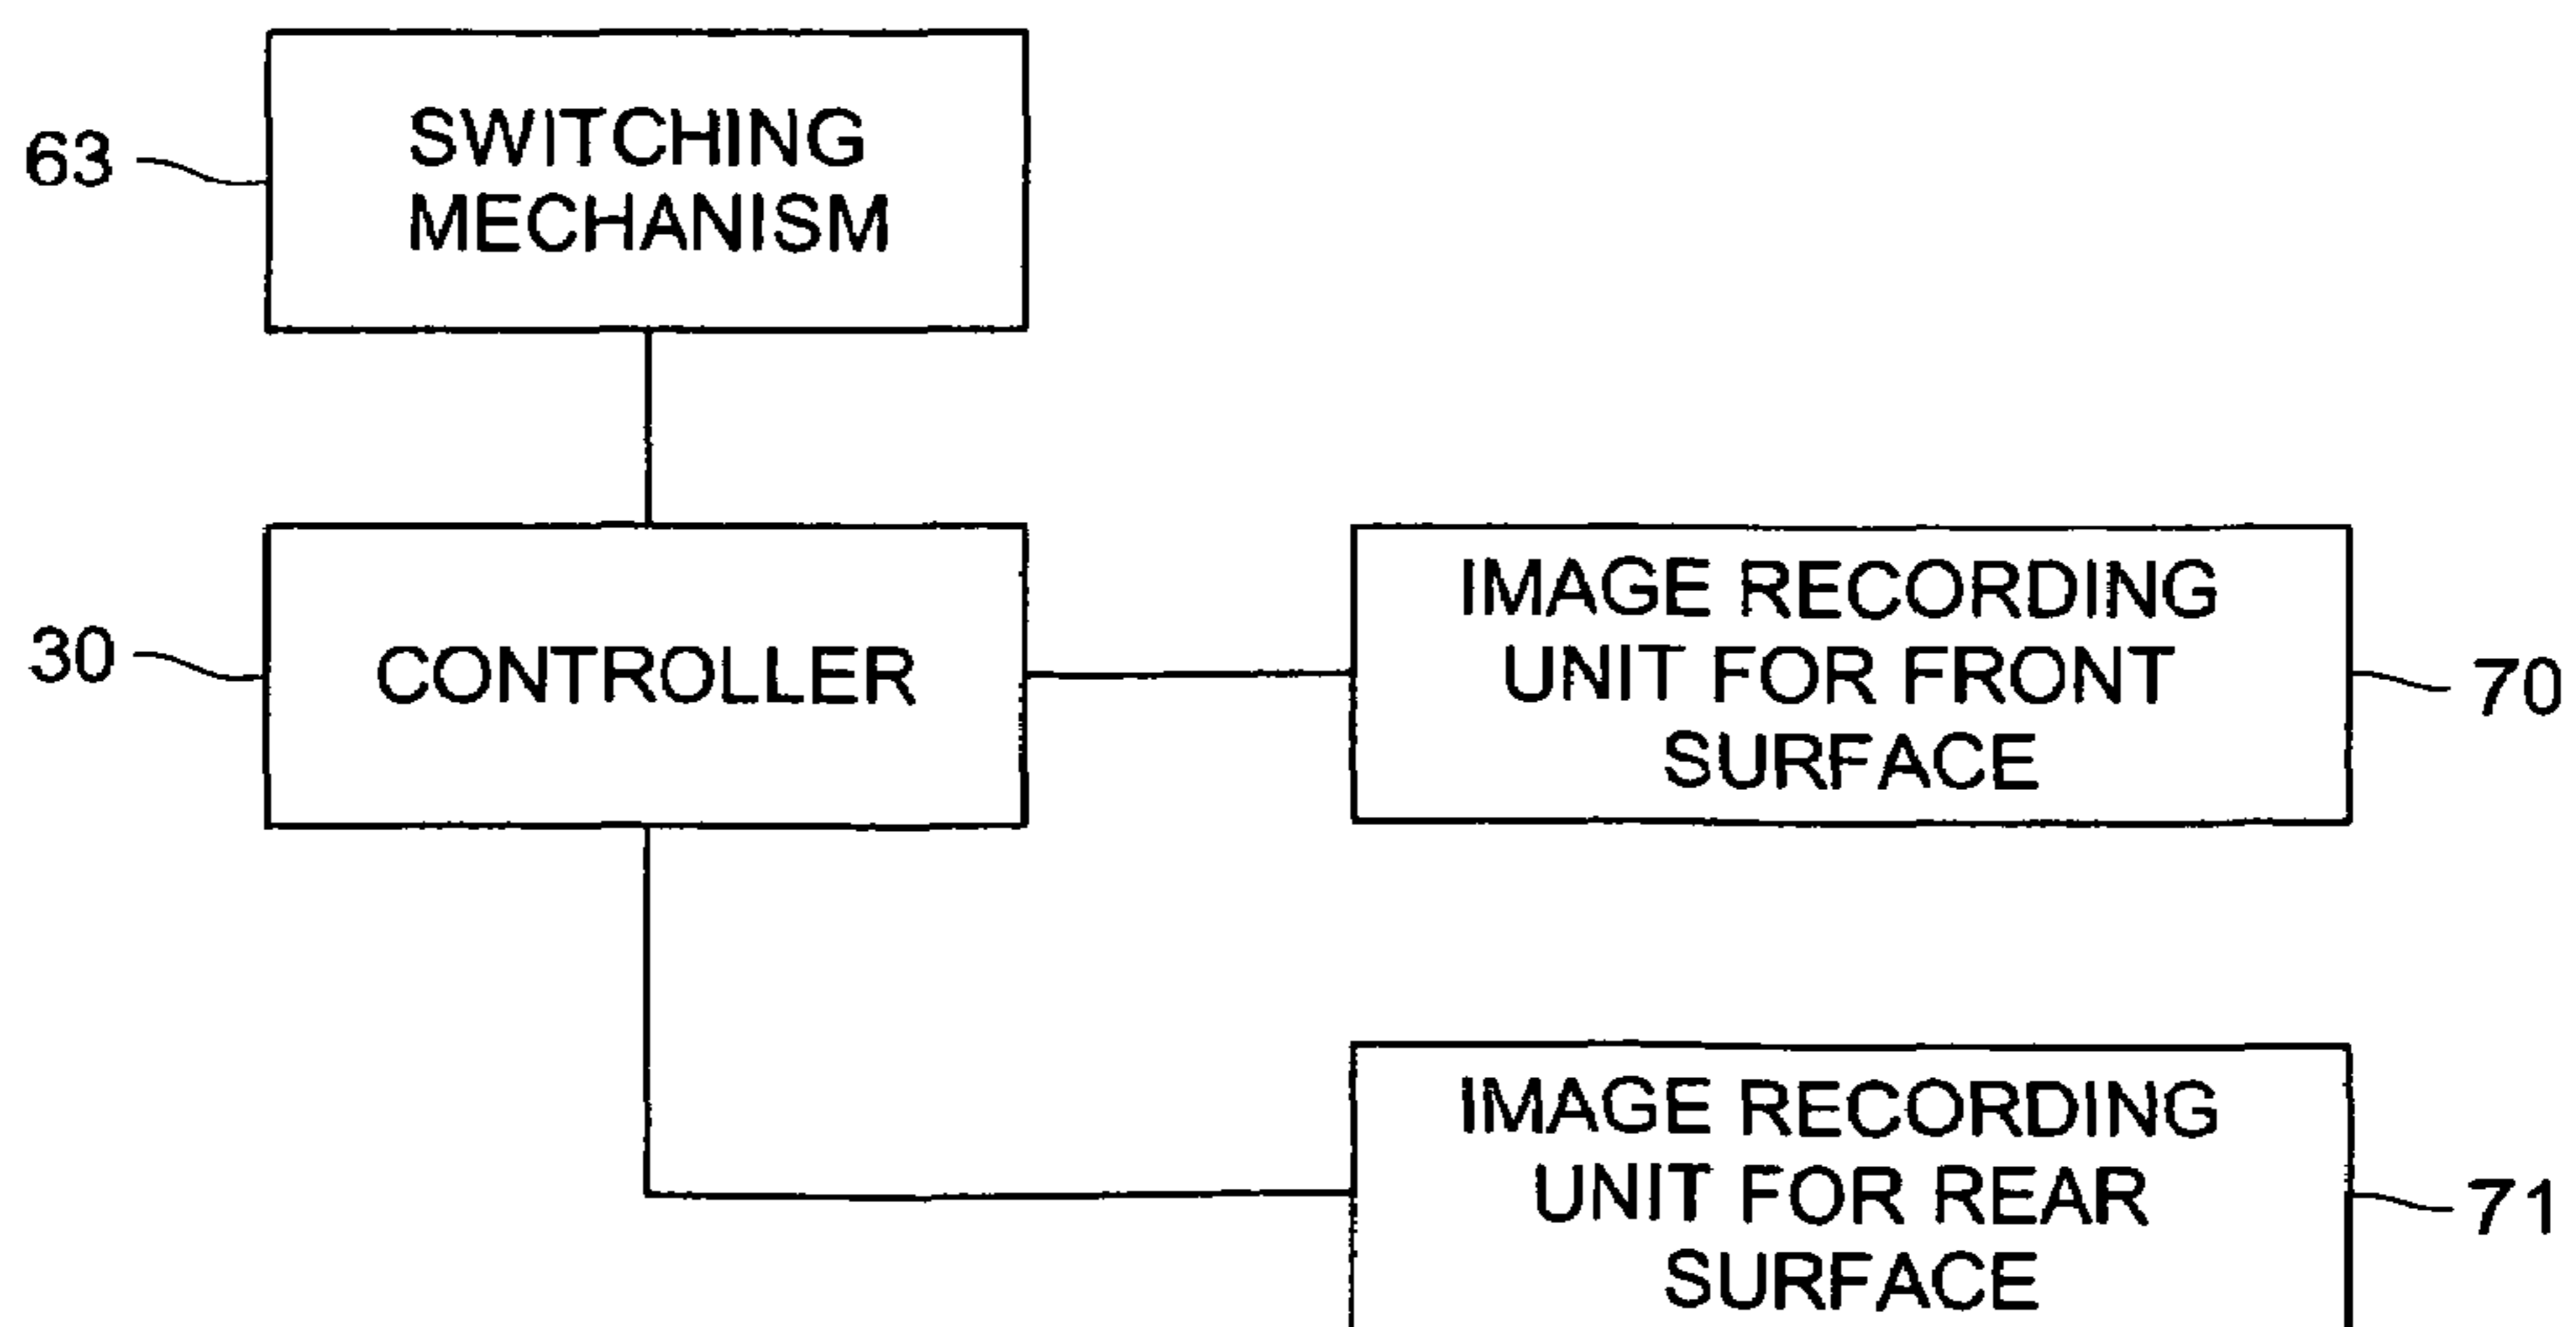 63
SWITCHING
MECHANISM
30
CONTROLLER
IMAGE RECORDING
UNIT FOR FRONT
SURFACE
70
IMAGE RECORDING
UNIT FOR REAR
SURFACE
71